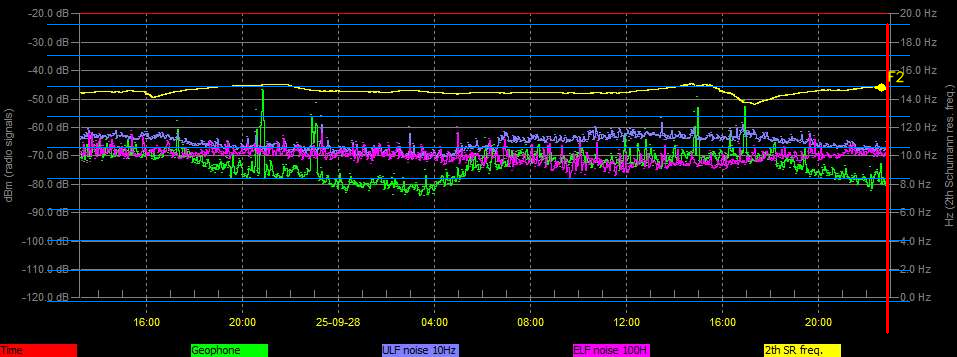 -20.0 dB 20.0 Hz
-30.0 dB 18.0 Hz
-40.0 dB 16.0 Hz
F2
-50.0 dB 14.0 Hz
-60.0 dB 12.0 Hz
-70.0 dB 10.0 Hz
-80.0 dB 8.0 Hz
-90.0 dB 6.0 Hz
-100.0 dB 4.0 Hz
-110.0 dB 2.0 Hz
-120.0 dB 0.0 Hz
dBm (radio signals)
Hz (2th Schumann res. freq.)
16:00 20:00 25-09-28 04:00 08:00 12:00 16:00 20:00
Time Geophone ULF noise 10Hz ELF noise 100H 2th SR freq.